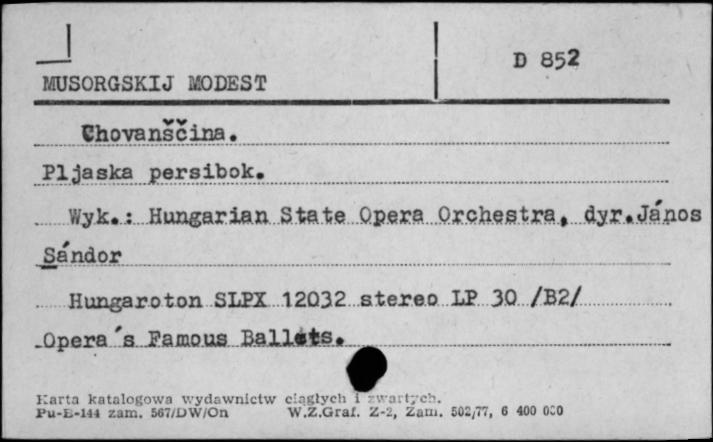 D 852
MUSORGSKIJ MODEST
Chovanščina.
Pljaska persibok.
Wyk.: Hungarian State Opera Orchestra, dyr.János
Sándor
Hungaroton SLPX 12032 stereo LP 30 /B2/
Opera´s Famous Ballets.
Karta katalogowa wydawnictw ciągłych i zwartych.
Pu-B-144 zam. 567/DW/On W.Z.Graf. Z-2, Zam. 502/77, 6 400 000